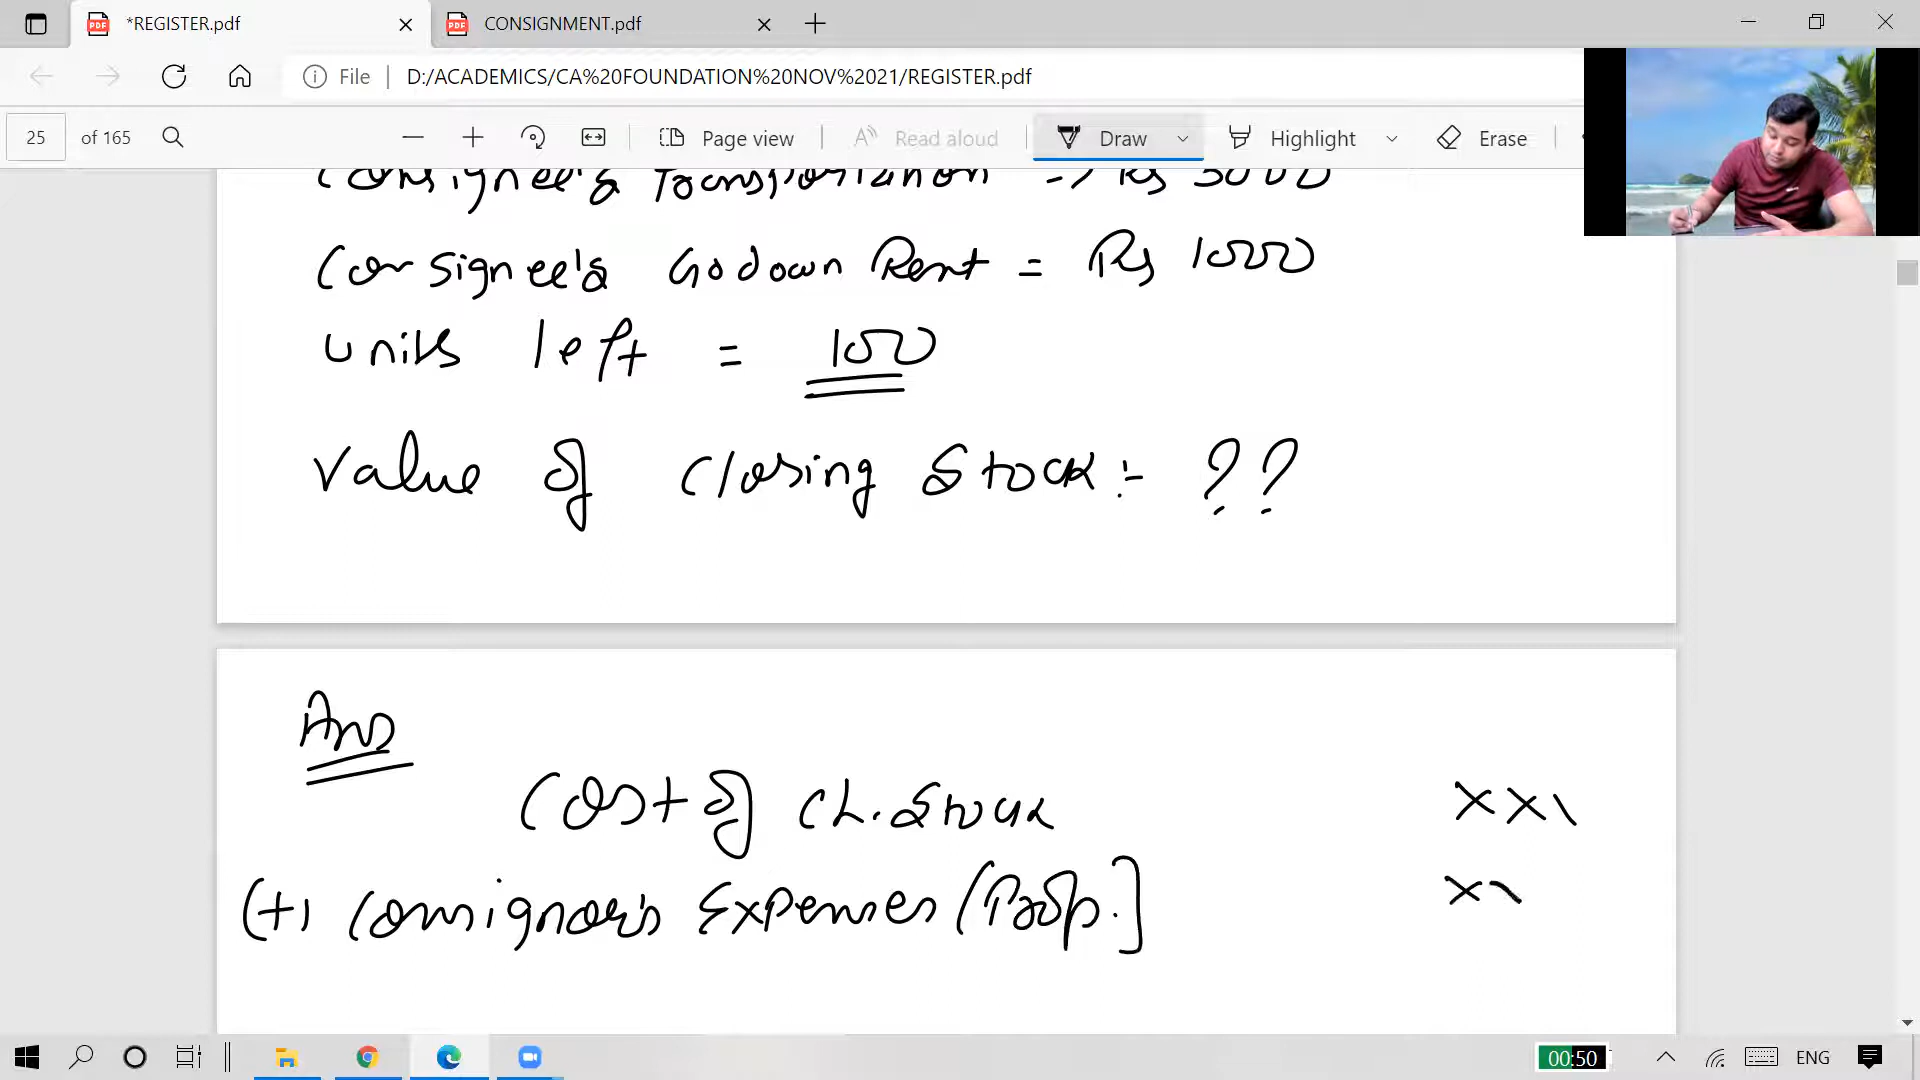 *REGISTER.pdf
CONSIGNMENT.pdf
File
D:/ACADEMICS/CA%20FOUNDATION%20NOV%2021/REGISTER.pdf
25 of 165
Page view
Read aloud
Draw
Highlight
Erase
Consignee's Transportation => Rs 5000
Consignee's Godown Rent = Rs 1000
units left = 100
Value of Closing Stock :- ??
Ans
Cost of Cl. Stock xx\
(+) Consignor's Expenses (Prop.] x\
00:50
ENG